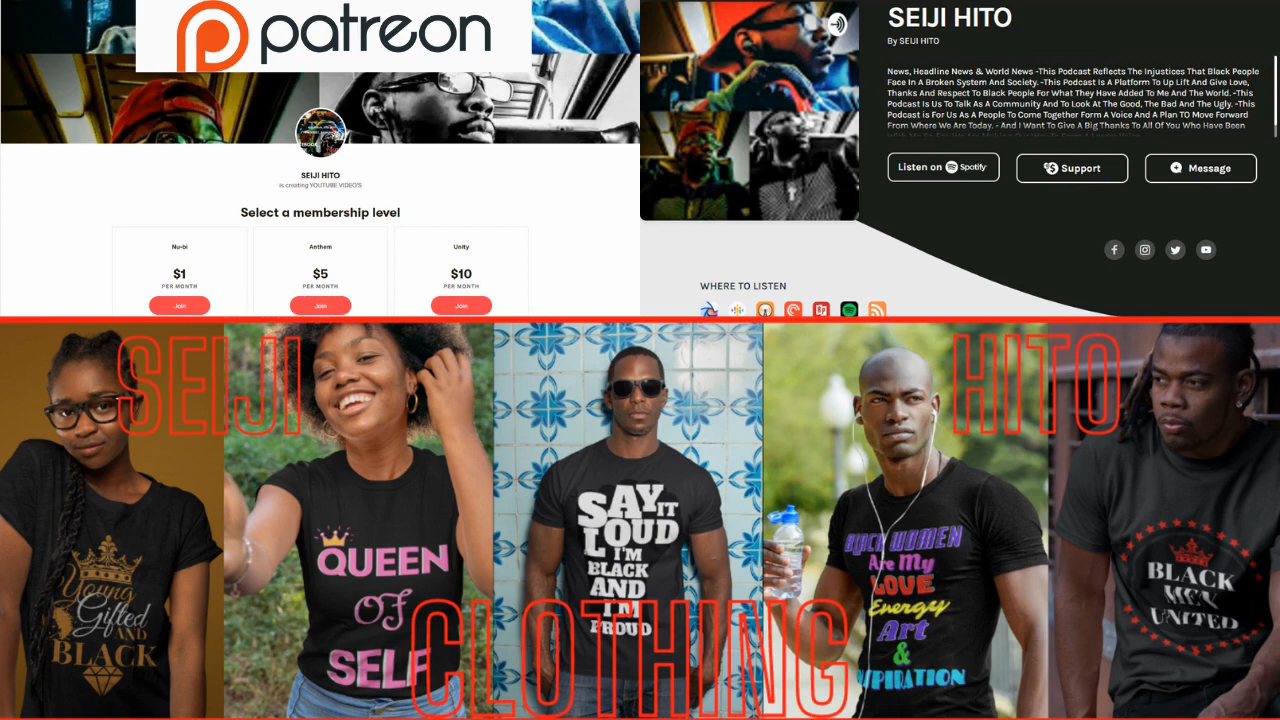 patreon
SEIJI HITO
is creating YOUTUBE VIDEO'S
Select a membership level
Nu-bi
$1
PER MONTH
Join
Anthem
$5
PER MONTH
Join
Unity
$10
PER MONTH
Join
SEIJI HITO
By SEIJI HITO
News, Headline News & World News -This Podcast Reflects The Injustices That Black People
Face In A Broken System And Society. -This Podcast Is A Platform To Up Lift And Give Love,
Thanks And Respect To Black People For What They Have Added To Me And The World. -This
Podcast Is Us To Talk As A Community And To Look At The Good, The Bad And The Ugly. -This
Podcast Is For Us As A People To Come Together Form A Voice And A Plan TO Move Forward
From Where We Are Today. - And I Want To Give A Big Thanks To All Of You Who Have Been
Listen on Spotify
Support
Message
WHERE TO LISTEN
SEIJI HITO
CLOTHING
Young
Gifted
AND
BLACK
QUEEN
OF
SELF
SAY IT
LOUD
I'M
BLACK
AND
I'M
PROUD
BLACK WOMEN
Are My
LOVE
Energy
Art
&
INSPIRATION
BLACK
MEN
UNITED